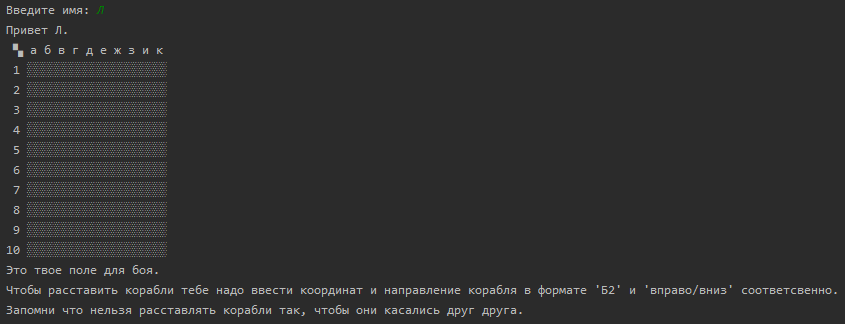 Введите имя: Л
Привет Л.
▚ а б в г д е ж з и к
1 ░░░░░░░░░░░░░░░░░░░░
2 ░░░░░░░░░░░░░░░░░░░░
3 ░░░░░░░░░░░░░░░░░░░░
4 ░░░░░░░░░░░░░░░░░░░░
5 ░░░░░░░░░░░░░░░░░░░░
6 ░░░░░░░░░░░░░░░░░░░░
7 ░░░░░░░░░░░░░░░░░░░░
8 ░░░░░░░░░░░░░░░░░░░░
9 ░░░░░░░░░░░░░░░░░░░░
10 ░░░░░░░░░░░░░░░░░░░░
Это твое поле для боя.
Чтобы расставить корабли тебе надо ввести координат и направление корабля в формате 'Б2' и 'вправо/вниз' соответсвенно.
Запомни что нельзя расставлять корабли так, чтобы они касались друг друга.